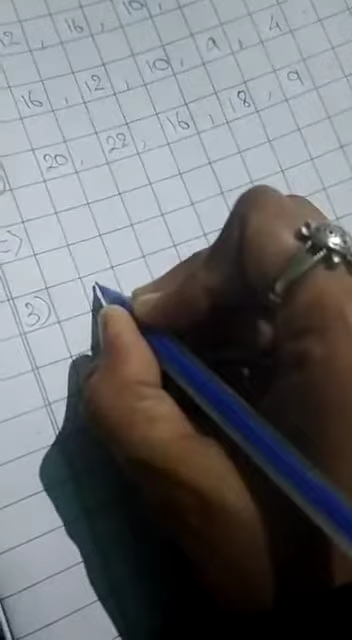 12, 16, 10,
16, 12, 10, 9, 4
20, 22, 16, 18, 9
=>
3)